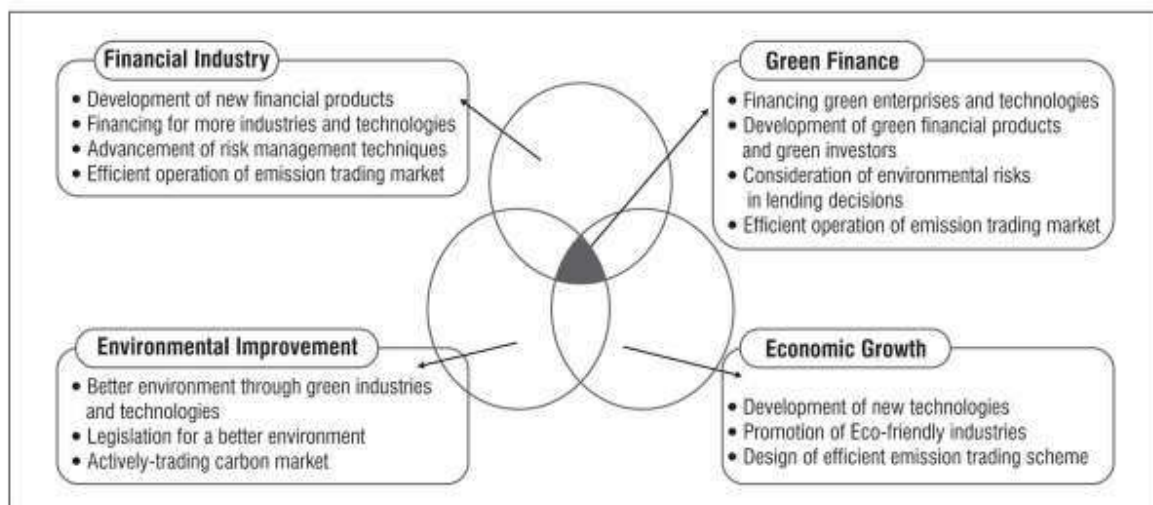 Financial Industry
• Development of new financial products
• Financing for more industries and technologies
• Advancement of risk management techniques
• Efficient operation of emission trading market
Green Finance
• Financing green enterprises and technologies
• Development of green financial products
and green investors
• Consideration of environmental risks
in lending decisions
• Efficient operation of emission trading market
Environmental Improvement
• Better environment through green industries
and technologies
• Legislation for a better environment
• Actively-trading carbon market
Economic Growth
• Development of new technologies
• Promotion of Eco-friendly industries
• Design of efficient emission trading scheme